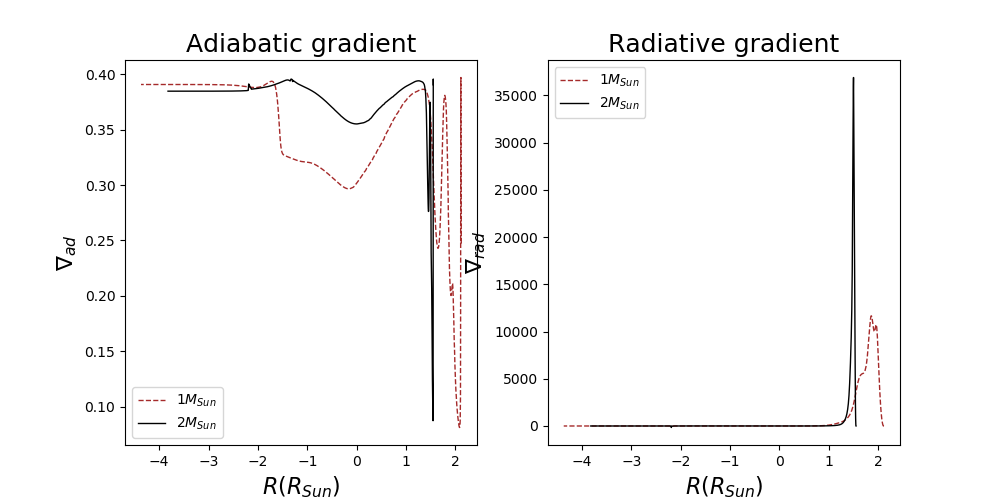 Adiabatic gradient
∇ad
0.40
0.35
0.30
0.25
0.20
0.15
0.10
1MSun
2MSun
−4 −3 −2 −1 0 1 2
R(RSun)
Radiative gradient
∇rad
35000
30000
25000
20000
15000
10000
5000
0
1MSun
2MSun
−4 −3 −2 −1 0 1 2
R(RSun)